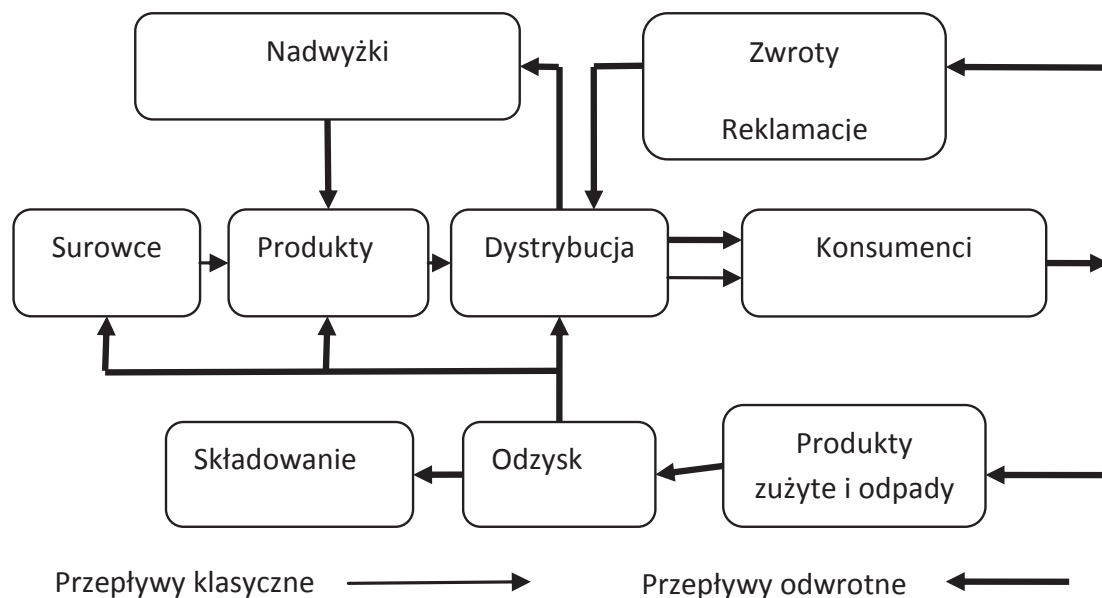 Nadwyżki
Zwroty
Reklamacje
Surowce
Produkty
Dystrybucja
Konsumenci
Składowanie
Odzysk
Produkty
zużyte i odpady
Przepływy klasyczne
Przepływy odwrotne